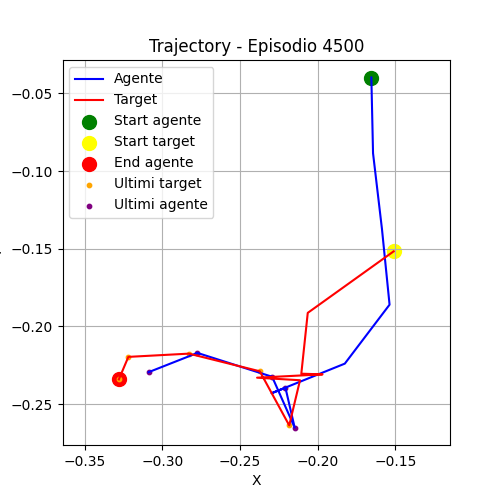 Trajectory - Episodio 4500
Agente
Target
Start agente
Start target
End agente
Ultimi target
Ultimi agente
−0.05
−0.10
−0.15
−0.20
−0.25
−0.35
−0.30
−0.25
−0.20
−0.15
X